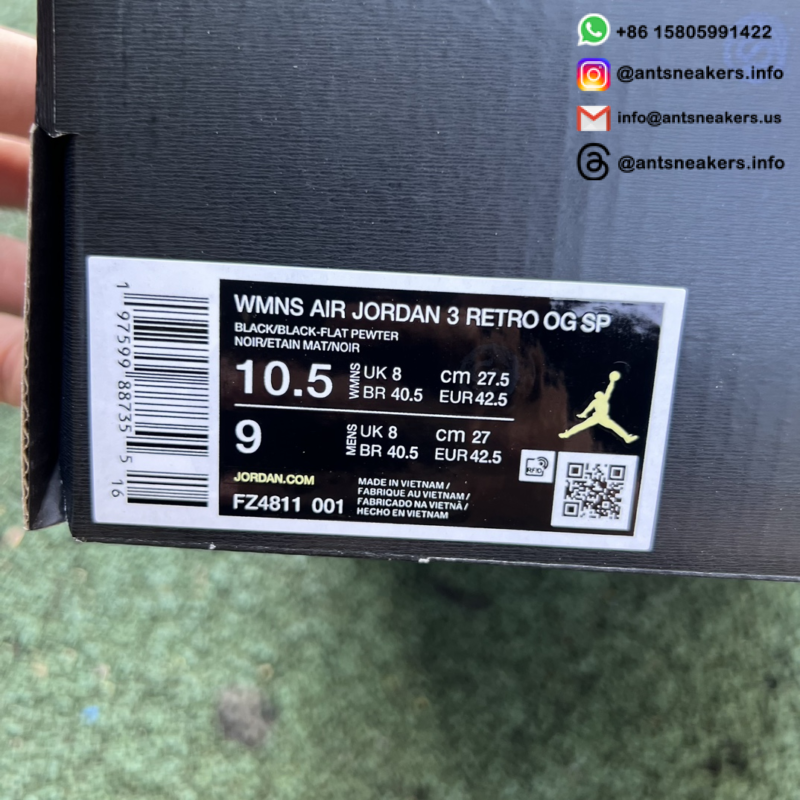 +86 15805991422
@antsneakers.info
info@antsneakers.us
@antsneakers.info
WMNS AIR JORDAN 3 RETRO OG SP
BLACK/BLACK-FLAT PEWTER
NOIR/ETAIN MAT/NOIR
10.5 WMNS UK 8 cm 27.5
BR 40.5 EUR 42.5
9 MENS UK 8 cm 27
BR 40.5 EUR 42.5
JORDAN.COM
FZ4811 001
MADE IN VIETNAM /
FABRIQUE AU VIETNAM /
FABRICADO NA VIETNÃ /
HECHO EN VIETNAM
RFID
1 97599 88735 5 16